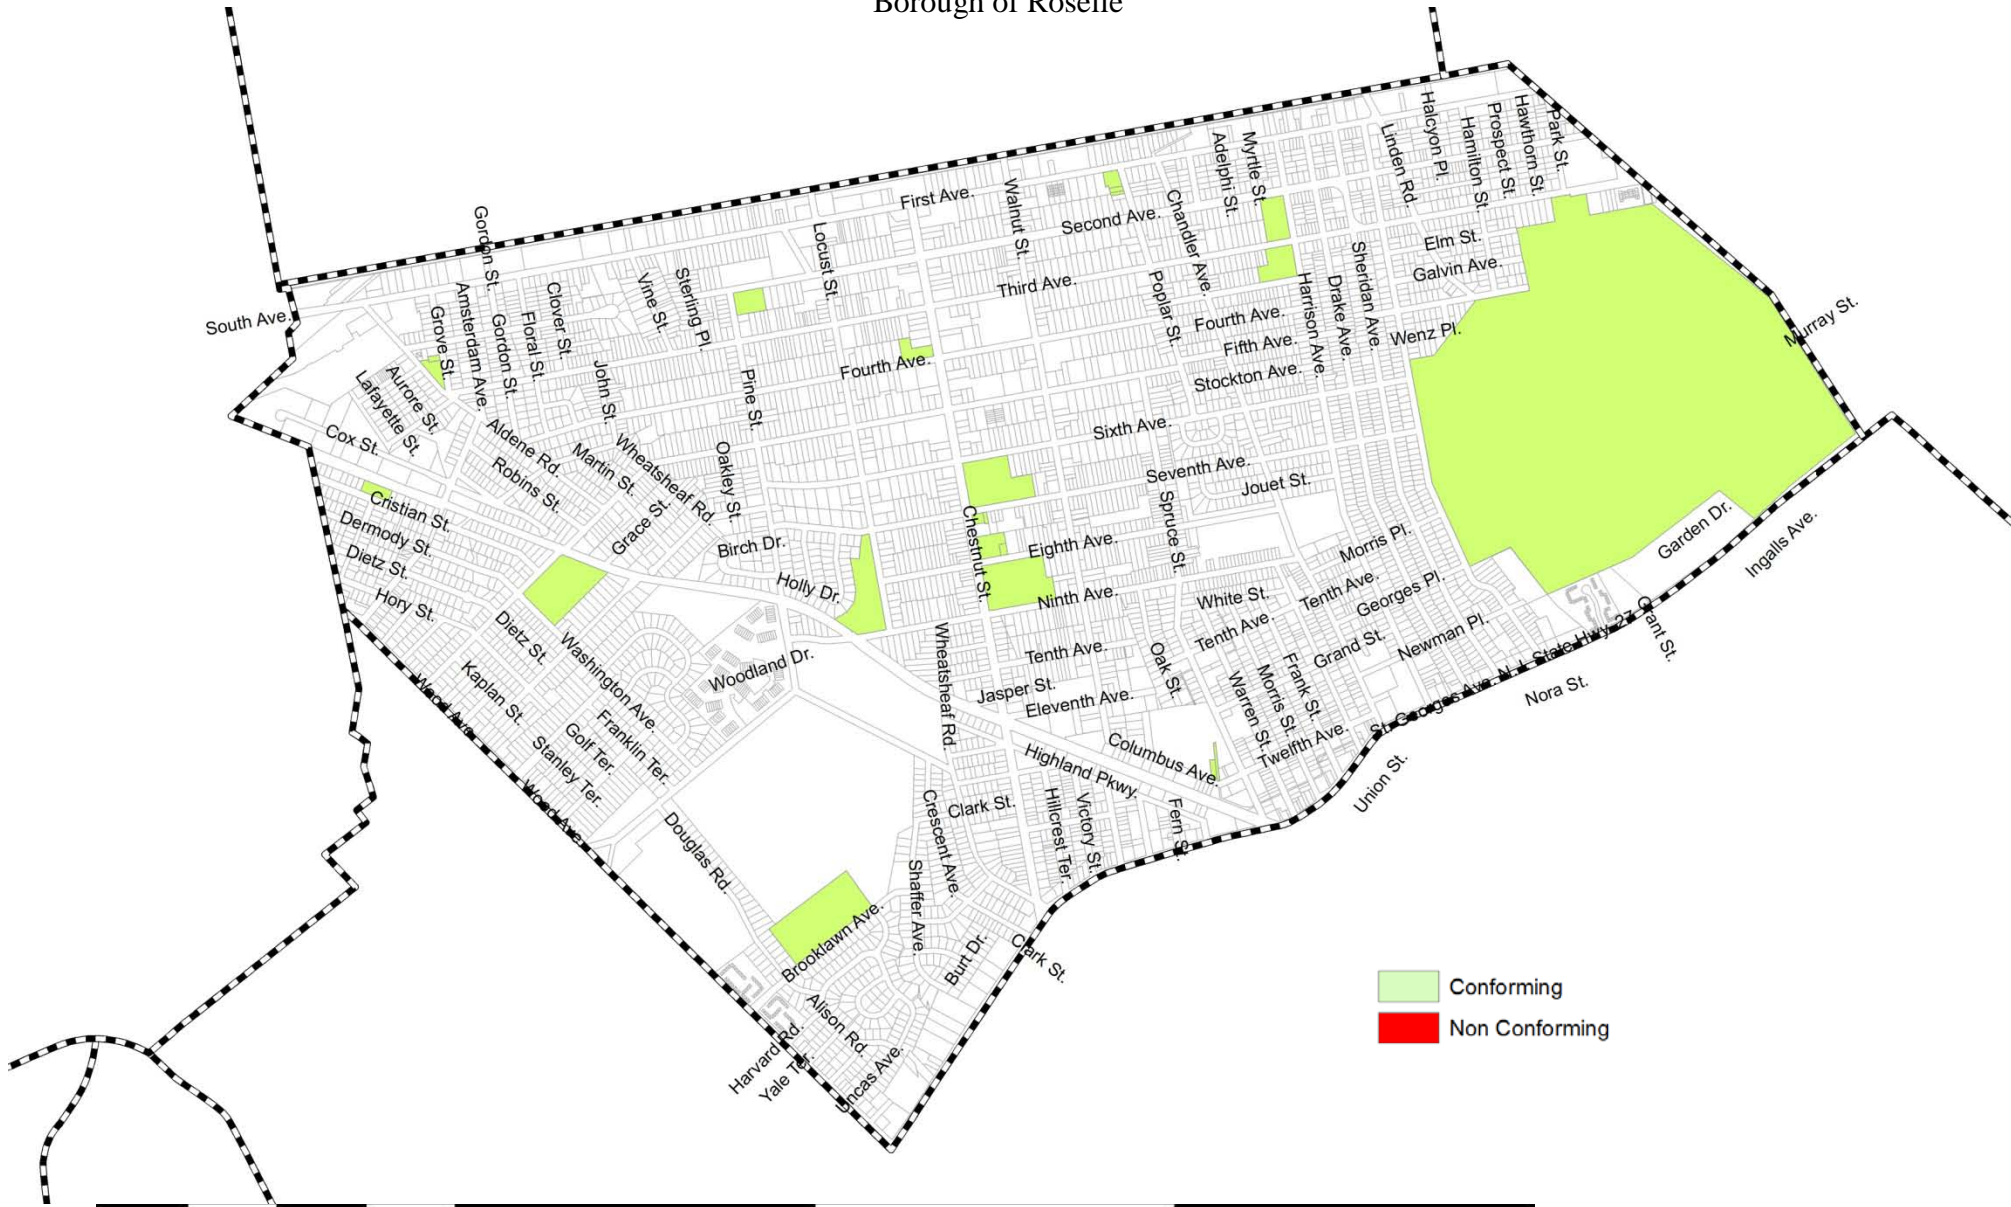 Borough of Roselle
Halcyon Pl.
Hamilton St.
Prospect St.
Hawthorn St.
Park St.
Linden Rd.
Adelphi St.
Myrtle St.
First Ave.
Walnut St.
Second Ave.
Chandler Ave.
Gordon St.
Locust St.
Elm St.
Galvin Ave.
Sheridan Ave.
Drake Ave.
Harrison Ave.
Third Ave.
Poplar St.
Fourth Ave.
Fifth Ave.
Stockton Ave.
Wenz Pl.
Murray St.
South Ave.
Grove St.
Amsterdam Ave.
Gordon St.
Floral St.
Clover St.
Vine St.
Sterling Pl.
Fourth Ave.
John St.
Pine St.
Aurore St.
Lafayette St.
Cox St.
Aldene Rd.
Robins St.
Martin St.
Wheatsheaf Rd.
Oakley St.
Grace St.
Sixth Ave.
Seventh Ave.
Jouet St.
Spruce St.
Cristian St.
Dermody St.
Dietz St.
Hory St.
Birch Dr.
Holly Dr.
Chestnut St.
Eighth Ave.
Ninth Ave.
Morris Pl.
Tenth Ave.
Georges Pl.
Garden Dr.
Ingalls Ave.
White St.
Tenth Ave.
Grand St.
Newman Pl.
Grant St.
St. Georges Ave. N.J. State Hwy. 27
Nora St.
Dietz St.
Washington Ave.
Woodland Dr.
Wheatsheaf Rd.
Tenth Ave.
Jasper St.
Eleventh Ave.
Oak St.
Warren St.
Morris St.
Frank St.
Twelfth Ave.
Union St.
Kaplan St.
Wood Ave.
Franklin Ter.
Golf Ter.
Stanley Ter.
Wood Ave.
Columbus Ave.
Highland Pkwy.
Clark St.
Crescent Ave.
Hillcrest Ter.
Victory St.
Fern St.
Douglas Rd.
Shaffer Ave.
Brooklawn Ave.
Burt Dr.
Clark St.
Alison Rd.
Harvard Rd.
Yale Ter.
Uncas Ave.
Conforming
Non Conforming